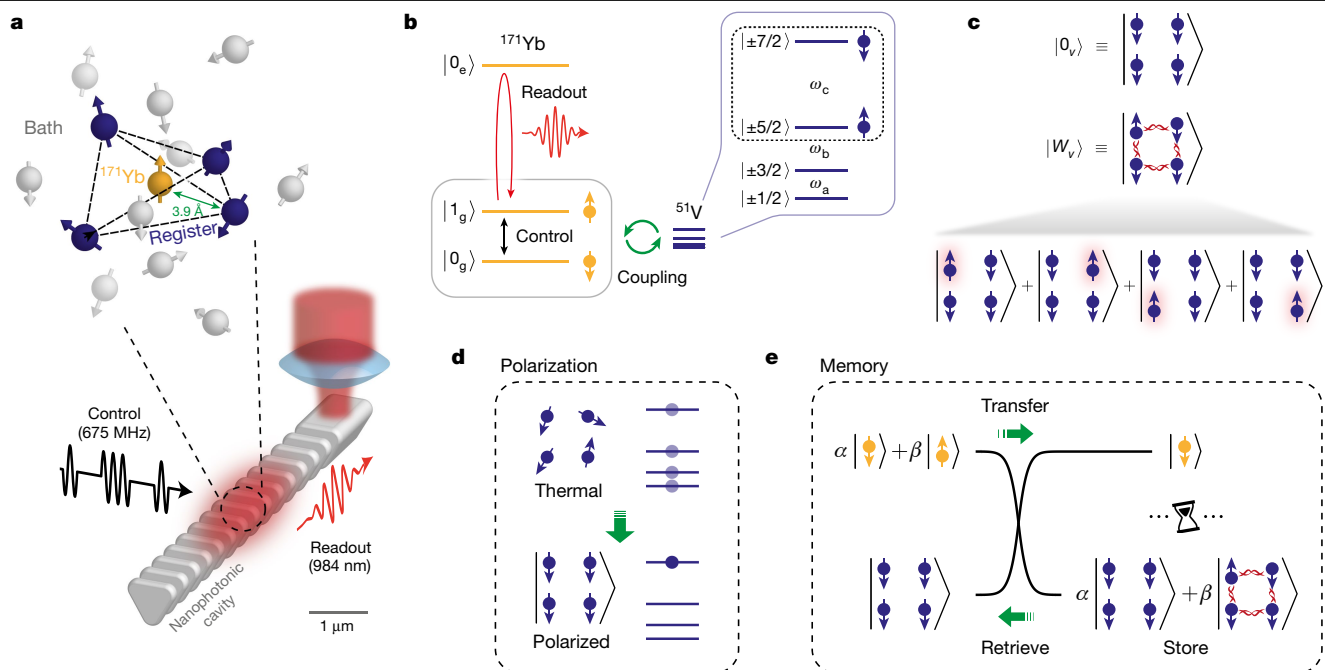 a
Bath
171Yb
3.9 Å
Register
Control
(675 MHz)
Readout
(984 nm)
Nanophotonic
cavity
1 μm
b
171Yb
|0e⟩
Readout
|1g⟩
Control
|0g⟩
Coupling
51V
|±7/2⟩
ωc
|±5/2⟩
ωb
|±3/2⟩
ωa
|±1/2⟩
c
|0v⟩ ≡
|Wv⟩ ≡
+ + +
d
Polarization
Thermal
Polarized
e
Memory
Transfer
α|⟩+β|⟩
|⟩
α|⟩+β|⟩
Retrieve
Store